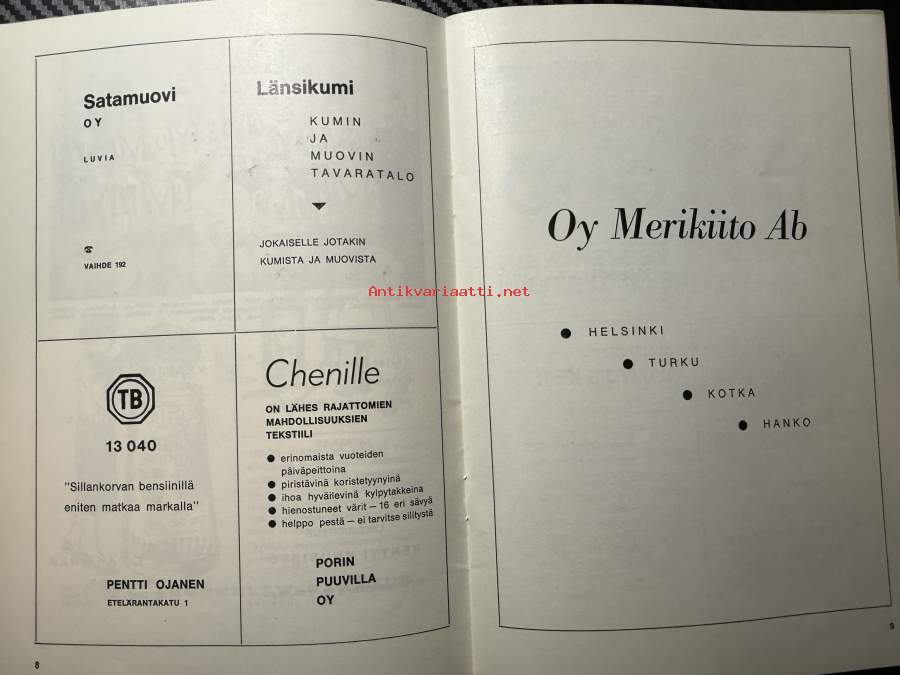 Satamuovi
OY
LUVIA
VAIHDE 192
Länsikumi
KUMIN
JA
MUOVIN
TAVARATALO
JOKAISELLE JOTAKIN
KUMISTA JA MUOVISTA
TB
13 040
"Sillankorvan bensiinillä
eniten matkaa markalla"
PENTTI OJANEN
ETELÄRANTAKATU 1
Chenille
ON LÄHES RAJATTOMIEN
MAHDOLLISUUKSIEN
TEKSTIILI
● erinomaista vuoteiden
päiväpeittoina
● piristävinä koristetyynyinä
● ihoa hyväilevinä kylpytakkeina
● hienostuneet värit — 16 eri sävyä
● helppo pestä — ei tarvitse silitystä
PORIN
PUUVILLA
OY
8
Oy Merikiito Ab
● HELSINKI
● TURKU
● KOTKA
● HANKO
9
Antikvariaatti.net